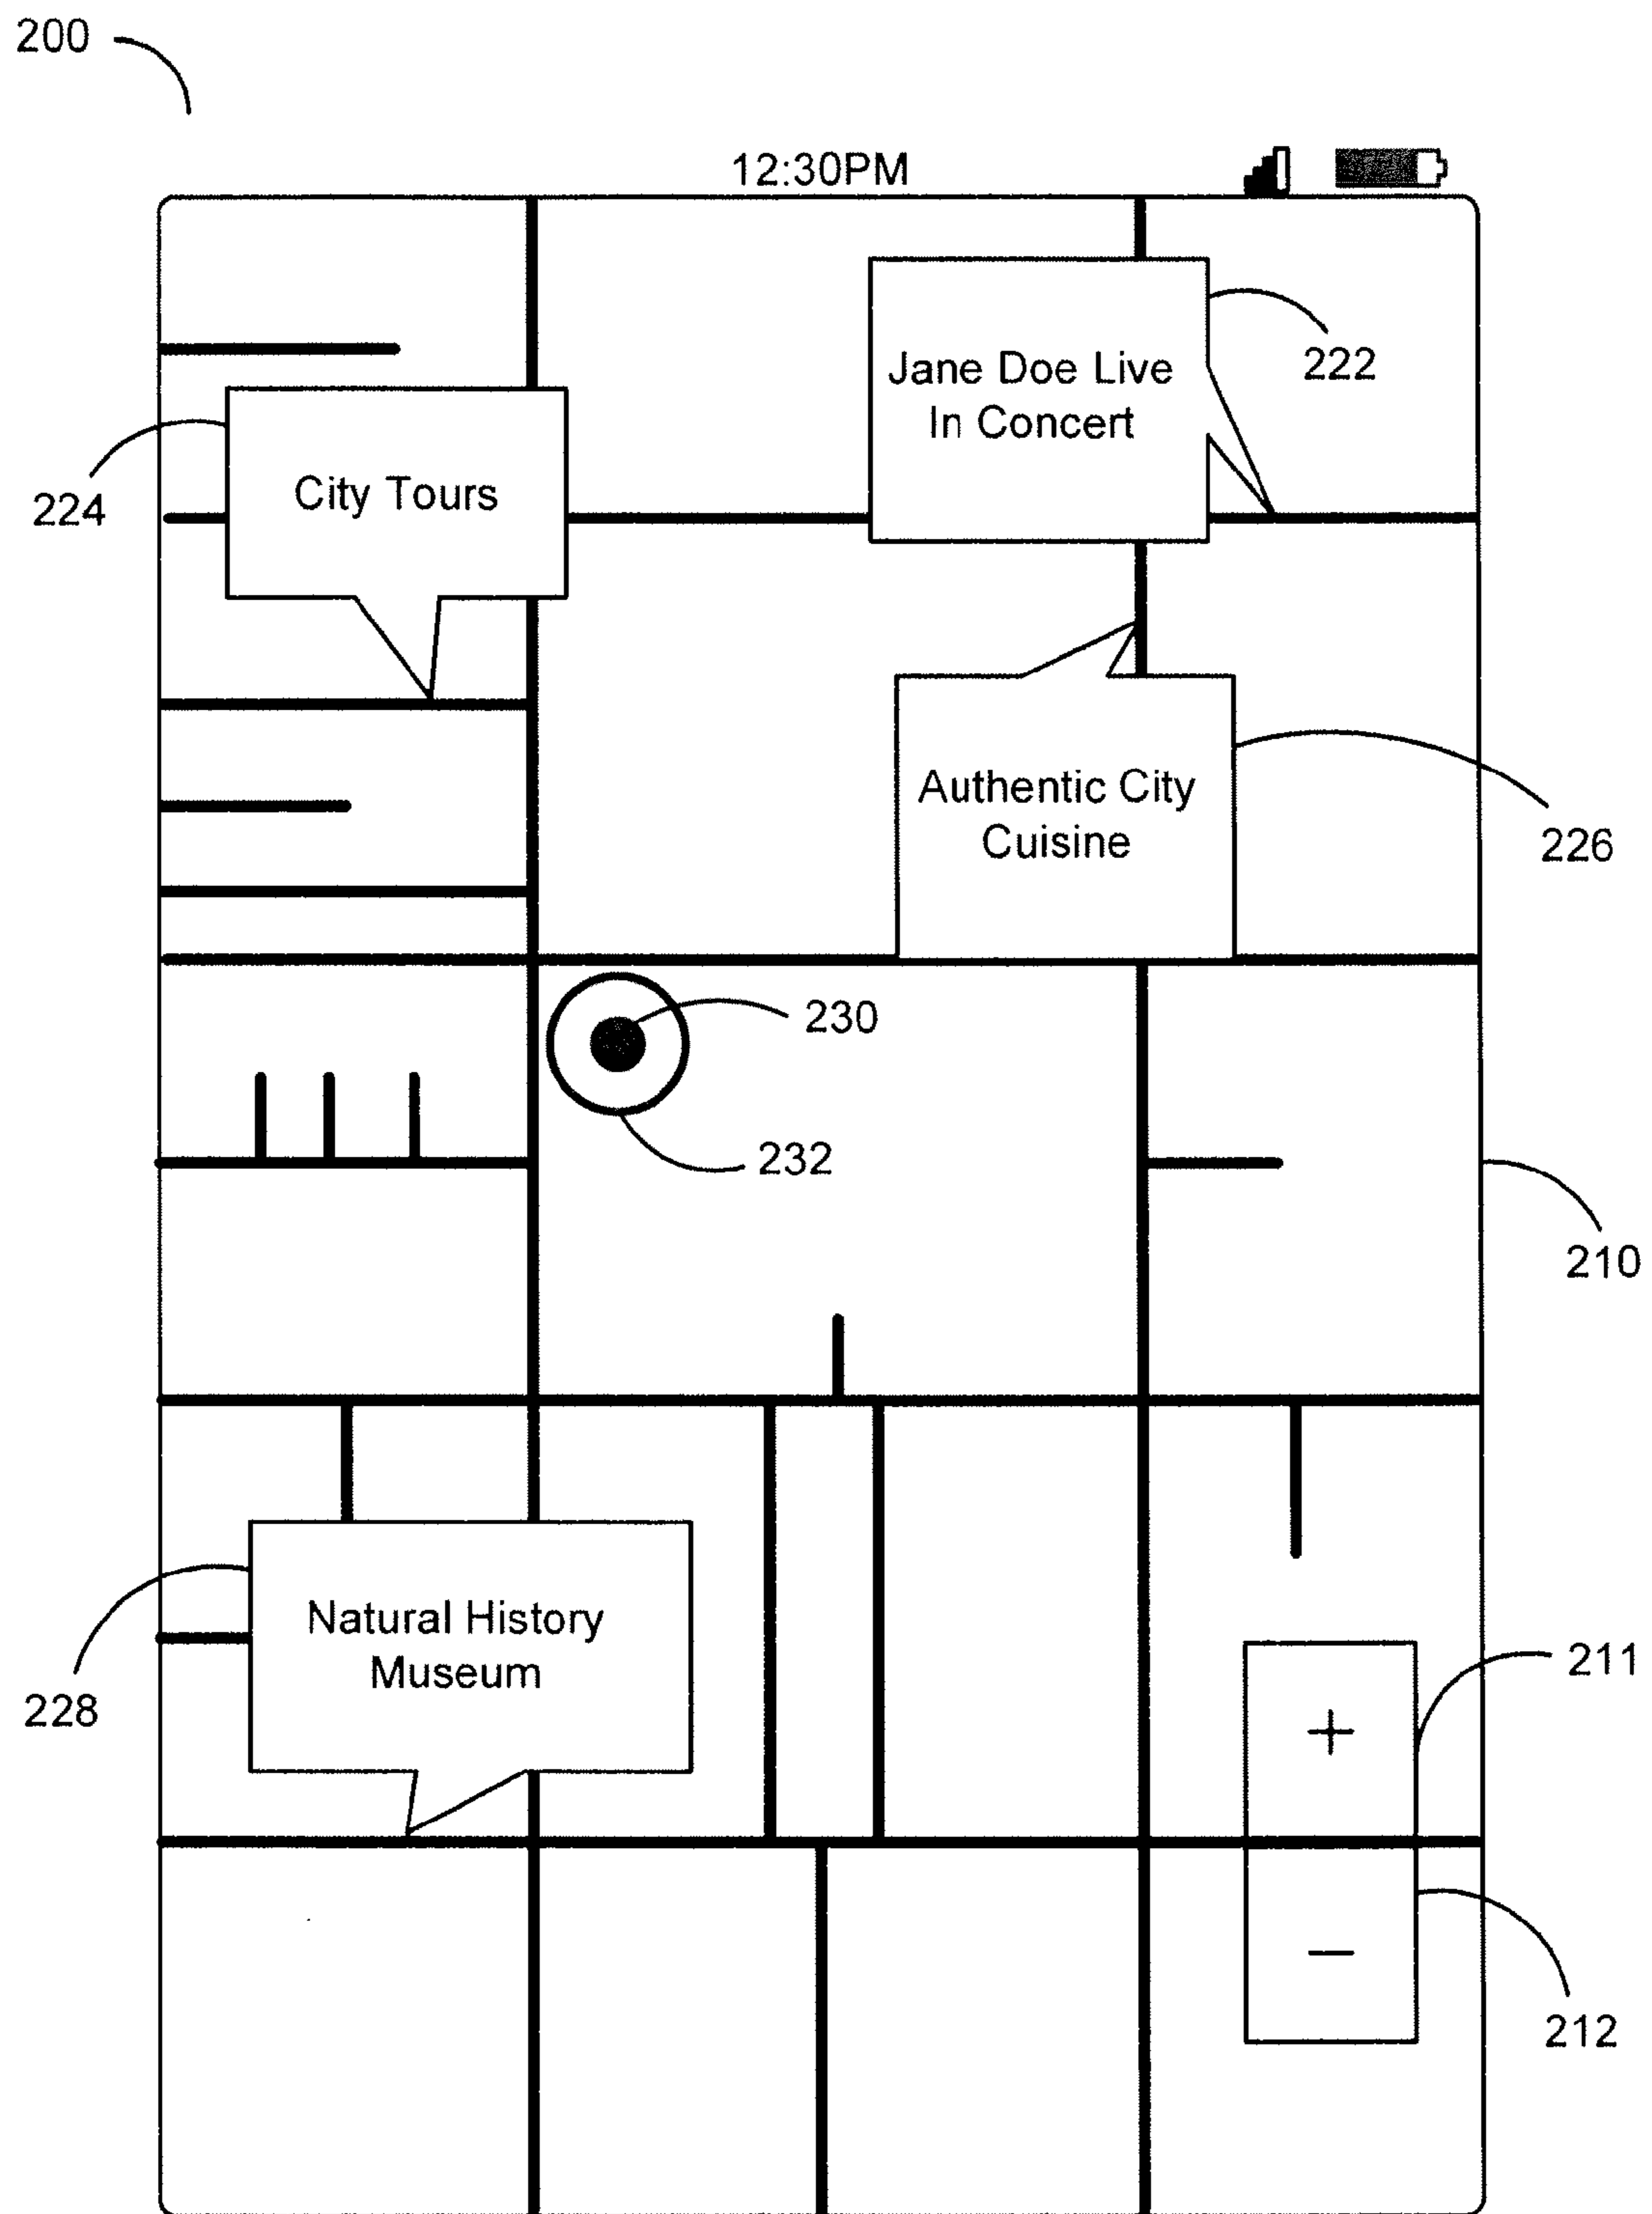 200
12:30PM
Jane Doe Live
In Concert
222
City Tours
224
Authentic City
Cuisine
226
230
232
210
Natural History
Museum
228
211
+
−
212